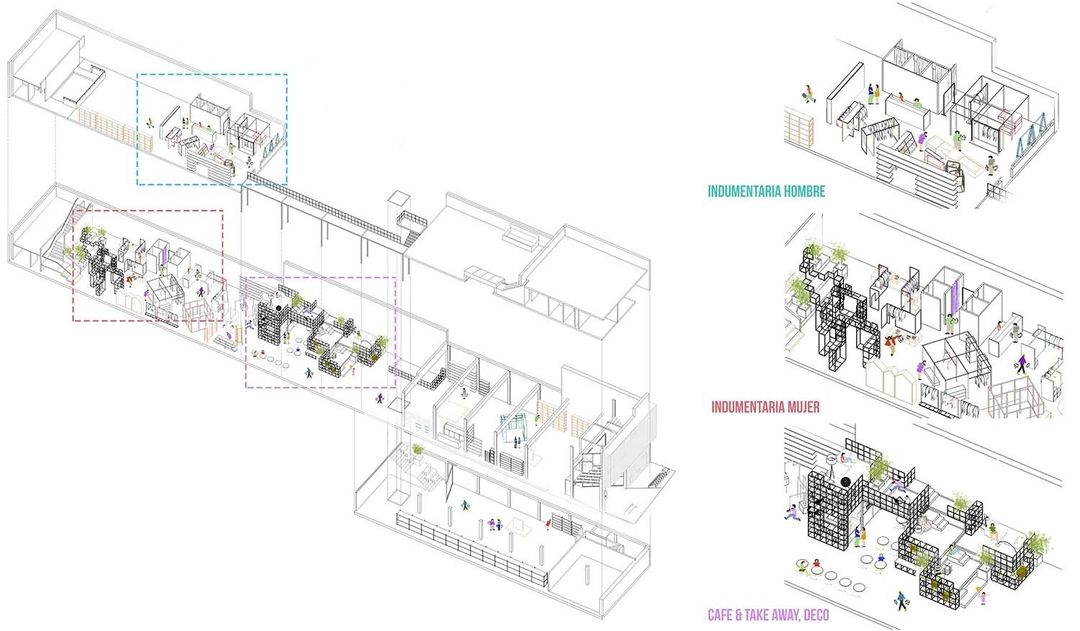 INDUMENTARIA HOMBRE
INDUMENTARIA MUJER
CAFE & TAKE AWAY, DECO